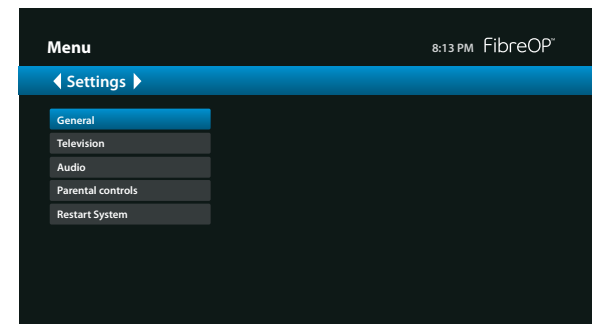 Menu
8:13 PM FibreOP™
Settings
General
Television
Audio
Parental controls
Restart System